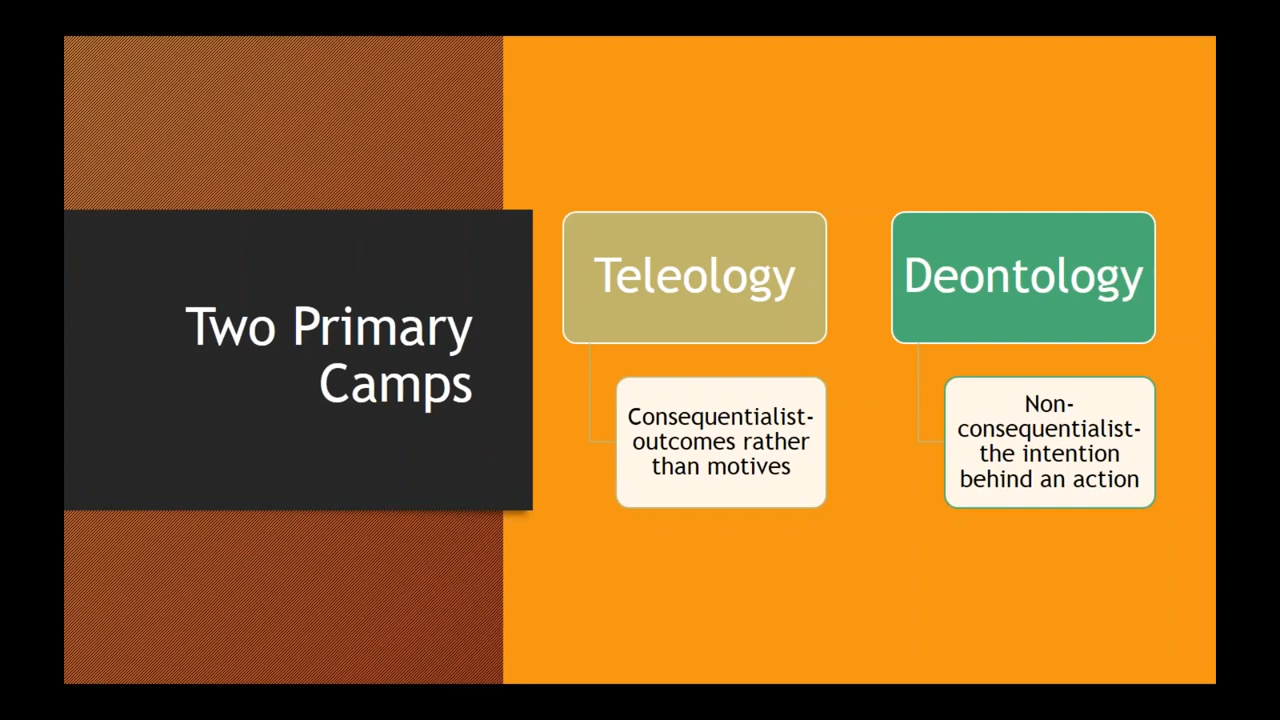 Two Primary
Camps
Teleology
Consequentialist-
outcomes rather
than motives
Deontology
Non-
consequentialist-
the intention
behind an action